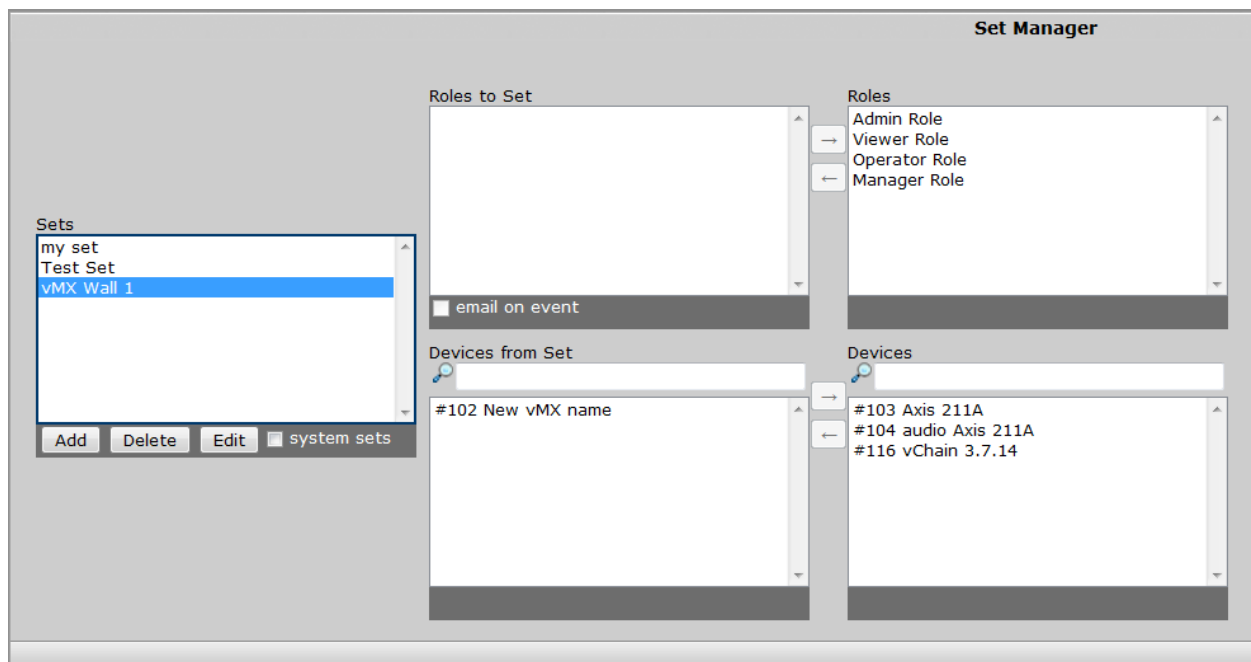 Set Manager
Roles to Set
Roles
Admin Role
Viewer Role
→
Operator Role
Manager Role
←
Sets
my set
Test Set
vMX Wall 1
email on event
Devices from Set
Devices
#102 New vMX name
→
#103 Axis 211A
#104 audio Axis 211A
←
#116 vChain 3.7.14
Add Delete Edit system sets